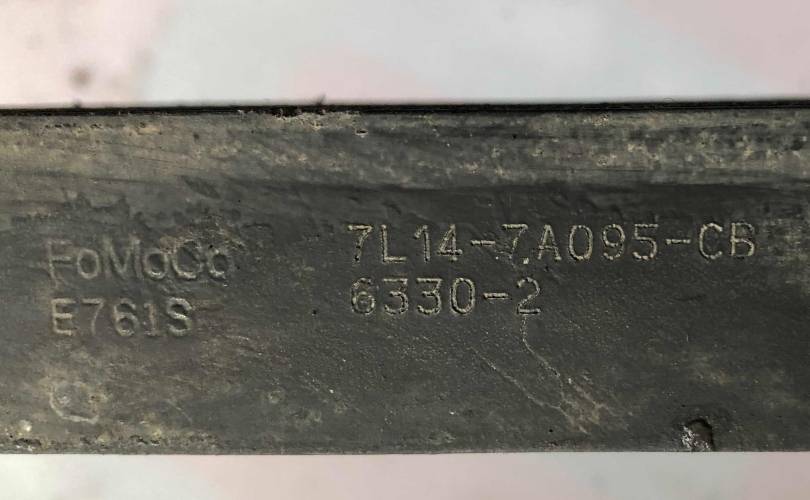 FoMoCo
E761S
7L14-7A095-CB
6330-2